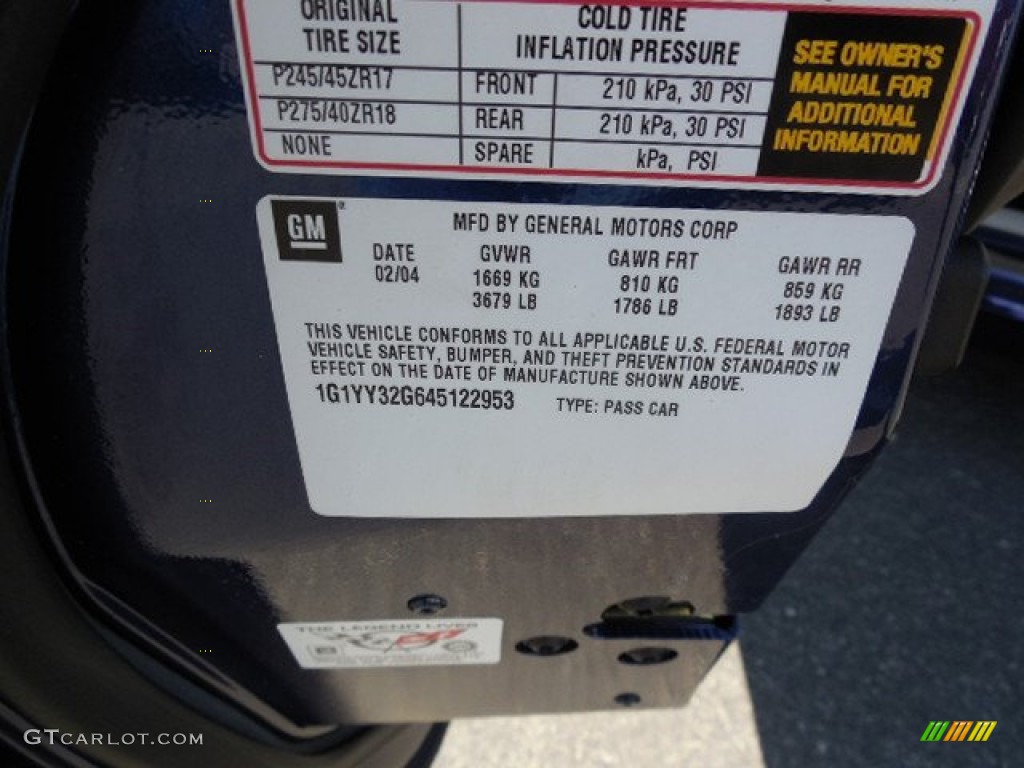 ORIGINAL
TIRE SIZE
COLD TIRE
INFLATION PRESSURE
P245/45ZR17 FRONT 210 kPa, 30 PSI
P275/40ZR18 REAR 210 kPa, 30 PSI
NONE SPARE kPa, PSI
SEE OWNER'S
MANUAL FOR
ADDITIONAL
INFORMATION
GM®
MFD BY GENERAL MOTORS CORP
DATE GVWR GAWR FRT GAWR RR
02/04 1669 KG 810 KG 859 KG
3679 LB 1786 LB 1893 LB
THIS VEHICLE CONFORMS TO ALL APPLICABLE U.S. FEDERAL MOTOR
VEHICLE SAFETY, BUMPER, AND THEFT PREVENTION STANDARDS IN
EFFECT ON THE DATE OF MANUFACTURE SHOWN ABOVE.
1G1YY32G645122953 TYPE: PASS CAR
THE LEGEND LIVES
GTCARLOT.COM